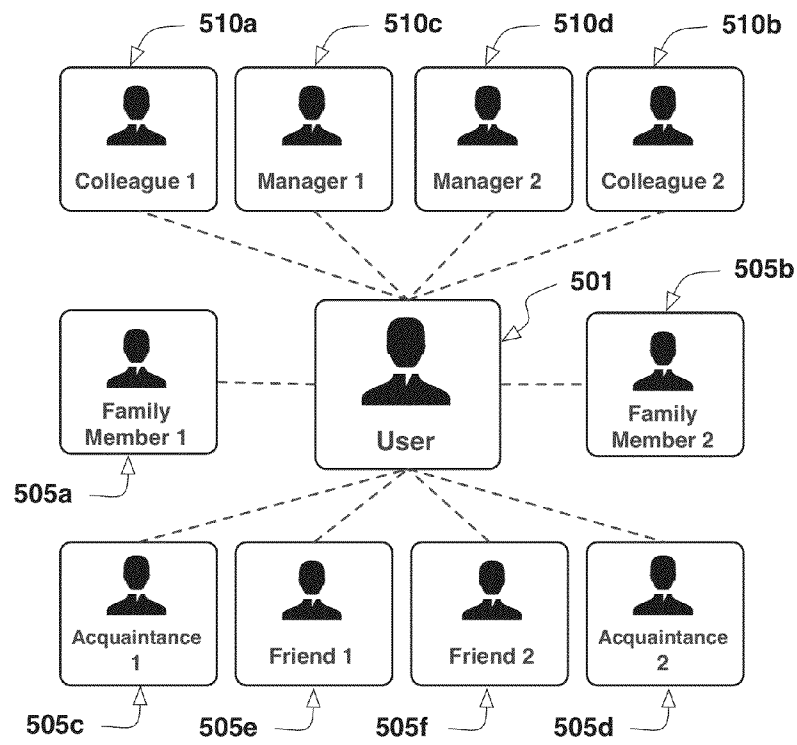 510a
510c
510d
510b
Colleague 1
Manager 1
Manager 2
Colleague 2
501
505b
Family
Member 1
User
Family
Member 2
505a
Acquaintance
1
Friend 1
Friend 2
Acquaintance
2
505c
505e
505f
505d